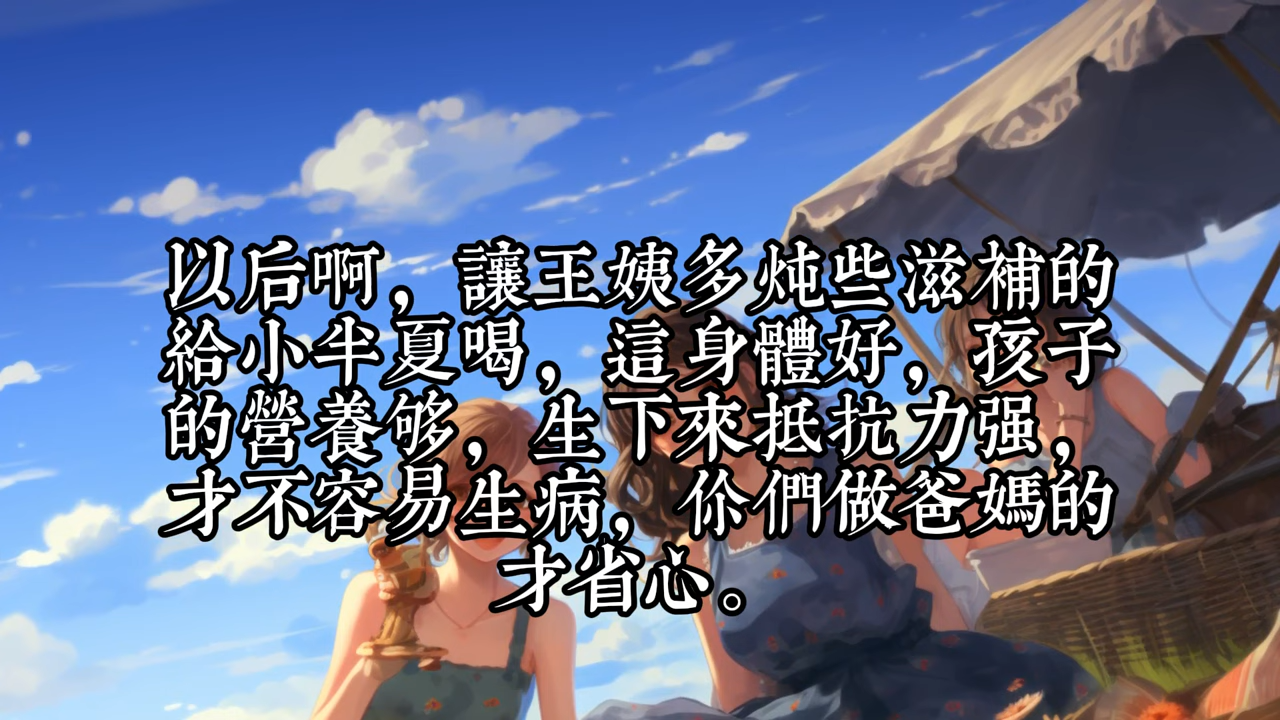 以后啊，讓王姨多炖些滋補的
給小半夏喝，這身體好，孩子
的營養够，生下來抵抗力强，
才不容易生病，你們做爸媽的
才省心。